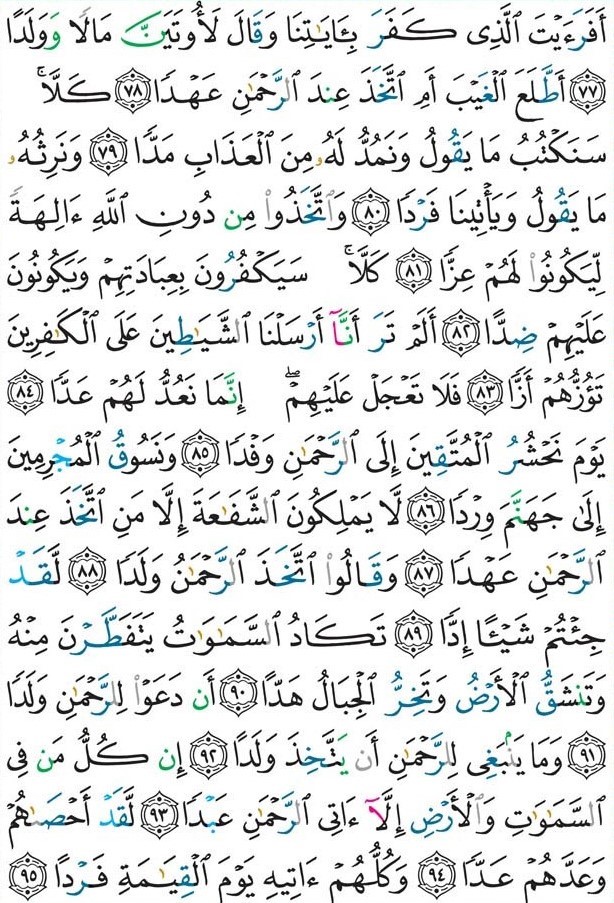 أَفَرَءَيْتَ ٱلَّذِى كَفَرَ بِـَٔايَـٰتِنَا وَقَالَ لَأُوتَيَنَّ مَالًا وَوَلَدًا
﴿٧٧﴾ أَطَّلَعَ ٱلْغَيْبَ أَمِ ٱتَّخَذَ عِندَ ٱلرَّحْمَـٰنِ عَهْدًا ﴿٧٨﴾ كَلَّا ۚ
سَنَكْتُبُ مَا يَقُولُ وَنَمُدُّ لَهُۥ مِنَ ٱلْعَذَابِ مَدًّا ﴿٧٩﴾ وَنَرِثُهُۥ
مَا يَقُولُ وَيَأْتِينَا فَرْدًا ﴿٨٠﴾ وَٱتَّخَذُوا۟ مِن دُونِ ٱللَّهِ ءَالِهَةً
لِّيَكُونُوا۟ لَهُمْ عِزًّا ﴿٨١﴾ كَلَّا ۚ سَيَكْفُرُونَ بِعِبَادَتِهِمْ وَيَكُونُونَ
عَلَيْهِمْ ضِدًّا ﴿٨٢﴾ أَلَمْ تَرَ أَنَّآ أَرْسَلْنَا ٱلشَّيَـٰطِينَ عَلَى ٱلْكَـٰفِرِينَ
تَؤُزُّهُمْ أَزًّا ﴿٨٣﴾ فَلَا تَعْجَلْ عَلَيْهِمْ ۖ إِنَّمَا نَعُدُّ لَهُمْ عَدًّا ﴿٨٤﴾
يَوْمَ نَحْشُرُ ٱلْمُتَّقِينَ إِلَى ٱلرَّحْمَـٰنِ وَفْدًا ﴿٨٥﴾ وَنَسُوقُ ٱلْمُجْرِمِينَ
إِلَىٰ جَهَنَّمَ وِرْدًا ﴿٨٦﴾ لَّا يَمْلِكُونَ ٱلشَّفَـٰعَةَ إِلَّا مَنِ ٱتَّخَذَ عِندَ
ٱلرَّحْمَـٰنِ عَهْدًا ﴿٨٧﴾ وَقَالُوا۟ ٱتَّخَذَ ٱلرَّحْمَـٰنُ وَلَدًا ﴿٨٨﴾ لَّقَدْ
جِئْتُمْ شَيْـًٔا إِدًّا ﴿٨٩﴾ تَكَادُ ٱلسَّمَـٰوَٰتُ يَتَفَطَّرْنَ مِنْهُ
وَتَنشَقُّ ٱلْأَرْضُ وَتَخِرُّ ٱلْجِبَالُ هَدًّا ﴿٩٠﴾ أَن دَعَوْا۟ لِلرَّحْمَـٰنِ وَلَدًا
﴿٩١﴾ وَمَا يَنۢبَغِى لِلرَّحْمَـٰنِ أَن يَتَّخِذَ وَلَدًا ﴿٩٢﴾ إِن كُلُّ مَن فِى
ٱلسَّمَـٰوَٰتِ وَٱلْأَرْضِ إِلَّآ ءَاتِى ٱلرَّحْمَـٰنِ عَبْدًا ﴿٩٣﴾ لَّقَدْ أَحْصَىٰهُمْ
وَعَدَّهُمْ عَدًّا ﴿٩٤﴾ وَكُلُّهُمْ ءَاتِيهِ يَوْمَ ٱلْقِيَـٰمَةِ فَرْدًا ﴿٩٥﴾